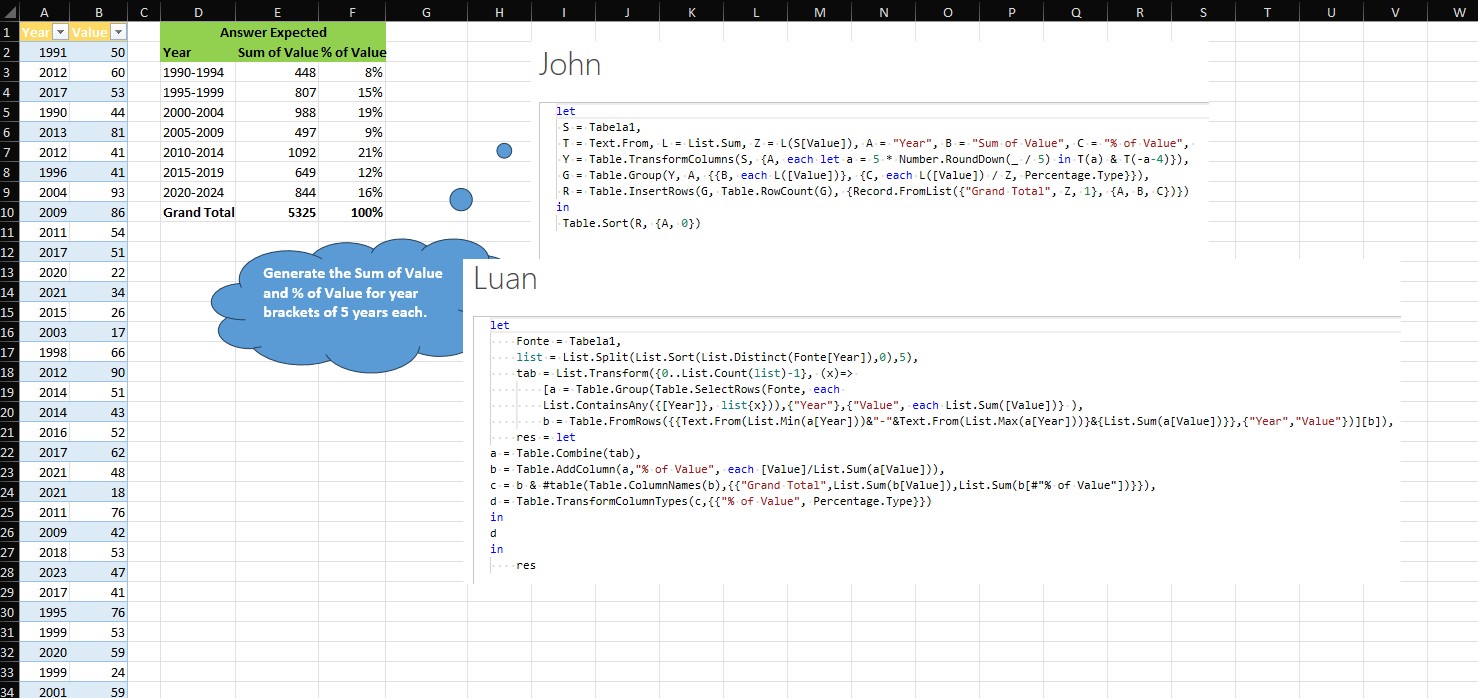 A B C D E F G H I J K L M N O P Q R S T U V W
1 Year Value Answer Expected
2 1991 50 Year Sum of Value % of Value
3 2012 60 1990-1994 448 8%
4 2017 53 1995-1999 807 15%
5 1990 44 2000-2004 988 19%
6 2013 81 2005-2009 497 9%
7 2012 41 2010-2014 1092 21%
8 1996 41 2015-2019 649 12%
9 2004 93 2020-2024 844 16%
10 2009 86 Grand Total 5325 100%
11 2011 54
12 2017 51
13 2020 22
14 2021 34
15 2015 26
16 2003 17
17 1998 66
18 2012 90
19 2014 51
20 2014 43
21 2016 52
22 2017 62
23 2021 48
24 2021 18
25 2011 76
26 2009 42
27 2018 53
28 2023 47
29 2017 41
30 1995 76
31 1999 53
32 2020 59
33 1999 24
34 2001 59
Generate the Sum of Value
and % of Value for year
brackets of 5 years each.
John
let
S = Tabela1,
T = Text.From, L = List.Sum, Z = L(S[Value]), A = "Year", B = "Sum of Value", C = "% of Value",
Y = Table.TransformColumns(S, {A, each let a = 5 * Number.RoundDown(_ / 5) in T(a) & T(-a-4)}),
G = Table.Group(Y, A, {{B, each L([Value])}, {C, each L([Value]) / Z, Percentage.Type}}),
R = Table.InsertRows(G, Table.RowCount(G), {Record.FromList({"Grand Total", Z, 1}, {A, B, C})})
in
Table.Sort(R, {A, 0})
Luan
let
Fonte = Tabela1,
list = List.Split(List.Sort(List.Distinct(Fonte[Year]),0),5),
tab = List.Transform({0..List.Count(list)-1}, (x)=>
[a = Table.Group(Table.SelectRows(Fonte, each
List.ContainsAny({[Year]}, list{x})),{"Year"},{"Value", each List.Sum([Value])} ),
b = Table.FromRows({{Text.From(List.Min(a[Year]))&"-"&Text.From(List.Max(a[Year]))}&{List.Sum(a[Value])}},{"Year","Value"})][b]),
res = let
a = Table.Combine(tab),
b = Table.AddColumn(a,"% of Value", each [Value]/List.Sum(a[Value])),
c = b & #table(Table.ColumnNames(b),{{"Grand Total",List.Sum(b[Value]),List.Sum(b[#"% of Value"])}}),
d = Table.TransformColumnTypes(c,{{"% of Value", Percentage.Type}})
in
d
in
res